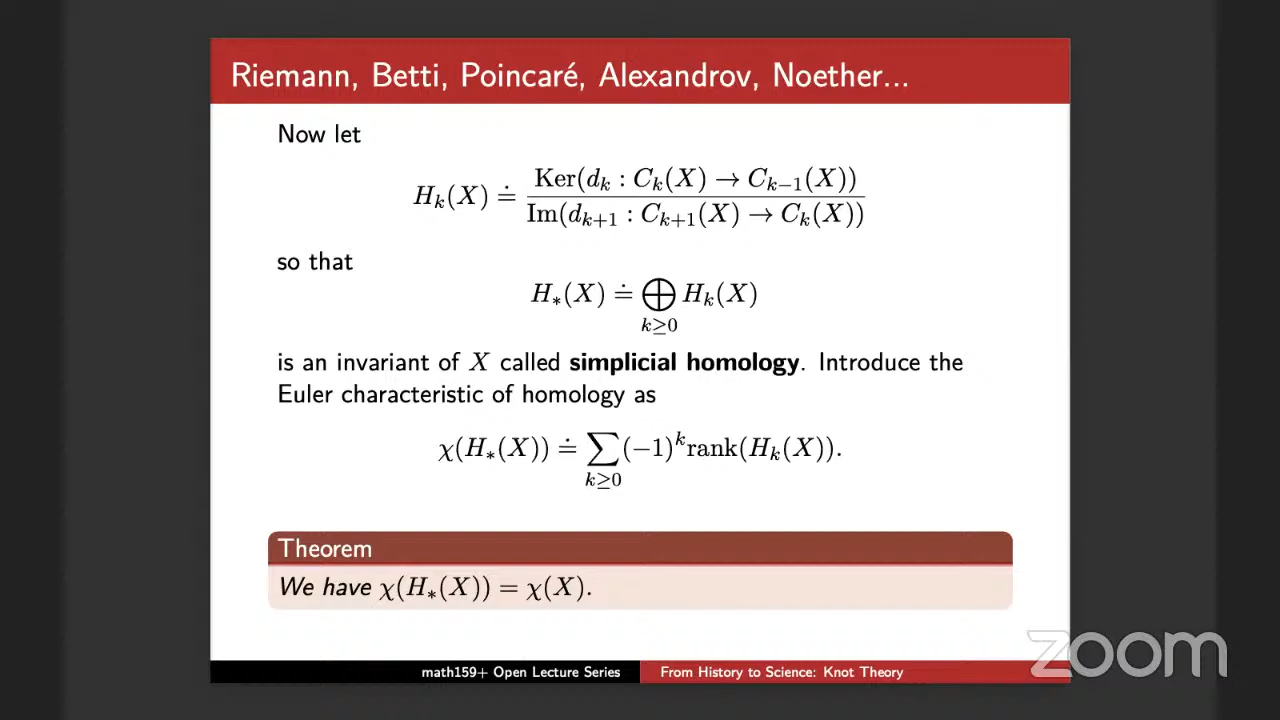 Riemann, Betti, Poincaré, Alexandrov, Noether...
Now let
H_k(X) ≐ Ker(d_k : C_k(X) → C_{k−1}(X)) / Im(d_{k+1} : C_{k+1}(X) → C_k(X))
so that
H_*(X) ≐ ⨁_{k≥0} H_k(X)
is an invariant of X called simplicial homology. Introduce the
Euler characteristic of homology as
χ(H_*(X)) ≐ ∑_{k≥0} (−1)^k rank(H_k(X)).
Theorem
We have χ(H_*(X)) = χ(X).
math159+ Open Lecture Series
From History to Science: Knot Theory
zoom